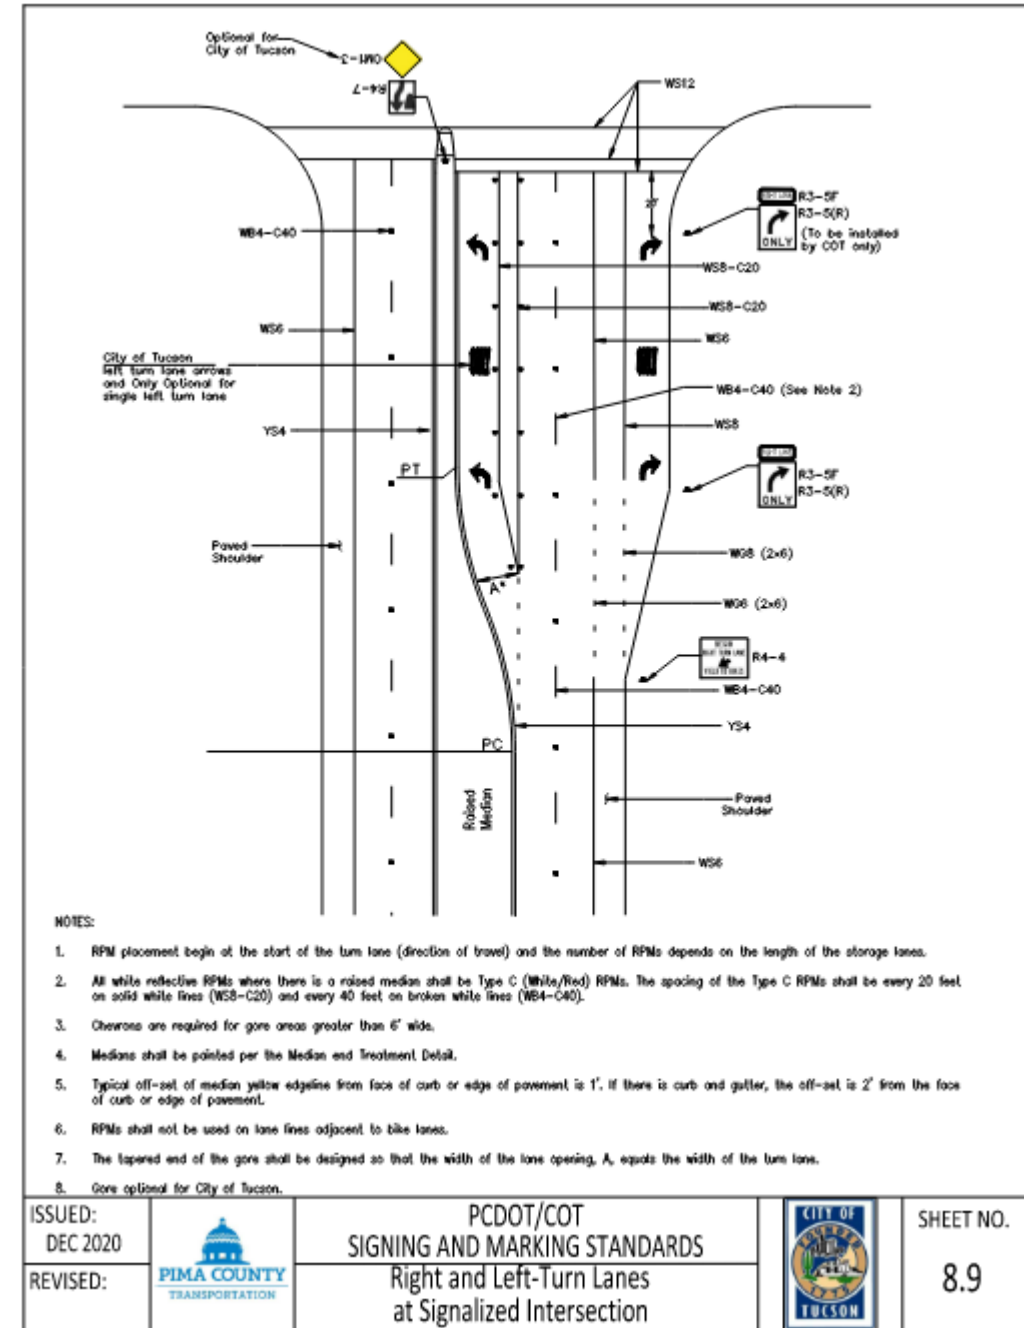 Optional for
City of Tucson
OM1-3
R4-7
WS12
R3-5F
R3-5(R)
(To be installed
by COT only)
ONLY
WB4-C40
WS8-C20
WS8-C20
WS6
WS6
City of Tucson
left turn lane arrows
and Only Optional for
single left turn lane
WB4-C40 (See Note 2)
WS8
YS4
PT
R3-5F
R3-5(R)
ONLY
Paved
Shoulder
WG8 (2x6)
A*
WG6 (2x6)
R4-4
WB4-C40
YS4
PC
Raised
Median
Paved
Shoulder
WS6
NOTES:
1. RPM placement begin at the start of the turn lane (direction of travel) and the number of RPMs depends on the length of the storage lanes.
2. All white reflective RPMs where there is a raised median shall be Type C (White/Red) RPMs. The spacing of the Type C RPMs shall be every 20 feet
on solid white lines (WS8-C20) and every 40 feet on broken white lines (WB4-C40).
3. Chevrons are required for gore areas greater than 6' wide.
4. Medians shall be painted per the Median end Treatment Detail.
5. Typical off-set of median yellow edgeline from face of curb or edge of pavement is 1'. If there is curb and gutter, the off-set is 2' from the face
of curb or edge of pavement.
6. RPMs shall not be used on lane lines adjacent to bike lanes.
7. The tapered end of the gore shall be designed so that the width of the lane opening, A, equals the width of the turn lane.
8. Gore optional for City of Tucson.
ISSUED:
DEC 2020
REVISED:
PIMA COUNTY
TRANSPORTATION
PCDOT/COT
SIGNING AND MARKING STANDARDS
Right and Left-Turn Lanes
at Signalized Intersection
CITY OF
TUCSON
SHEET NO.
8.9